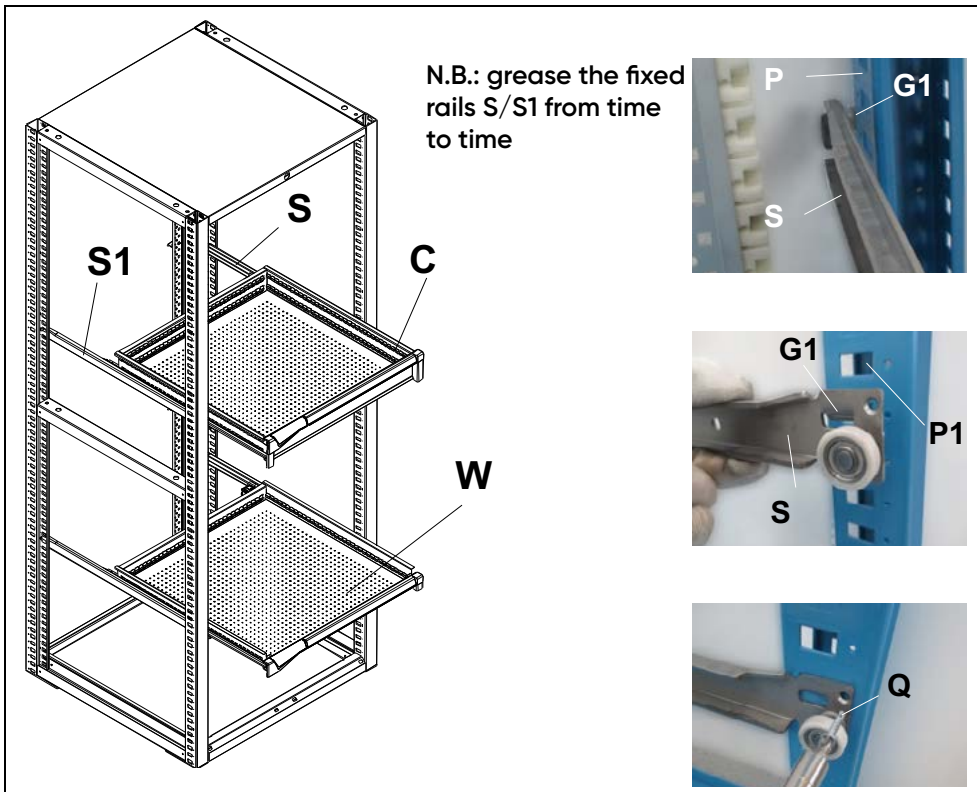 N.B.: grease the fixed
rails S/S1 from time
to time
S
S1
C
W
P
G1
S
G1
P1
S
Q